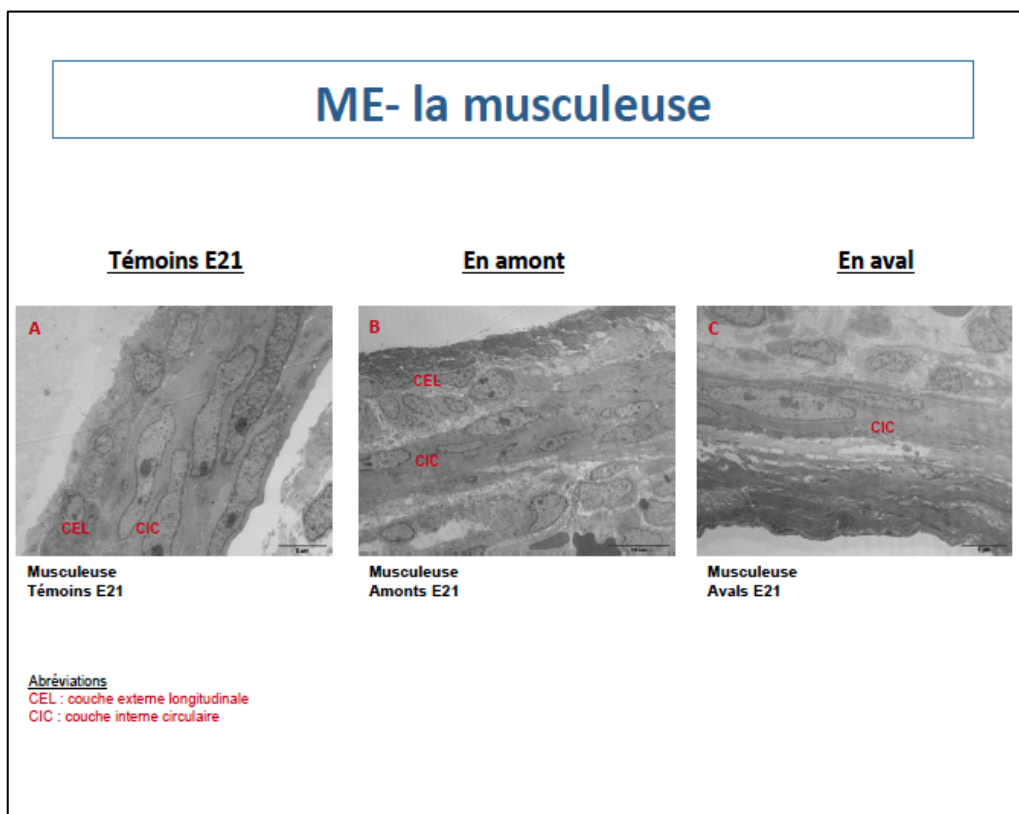 ME- la musculeuse
Témoins E21
En amont
En aval
A
CEL
CIC
B
CEL
CIC
C
CIC
Musculeuse
Témoins E21
Musculeuse
Amonts E21
Musculeuse
Avals E21
Abréviations
CEL : couche externe longitudinale
CIC : couche interne circulaire